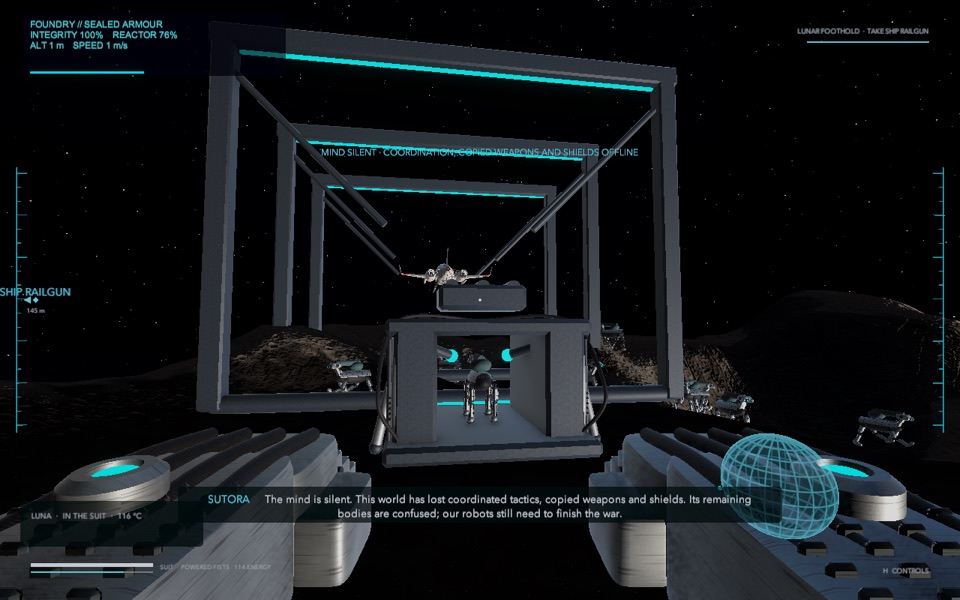 FOUNDRY // SEALED ARMOUR
INTEGRITY 100% REACTOR 76%
ALT 1 m SPEED 1 m/s
LUNAR FOOTHOLD · TAKE SHIP RAILGUN
MIND SILENT · COORDINATION, COPIED WEAPONS AND SHIELDS OFFLINE
SHIP RAILGUN
145 m
SUTORA The mind is silent. This world has lost coordinated tactics, copied weapons and shields. Its remaining
bodies are confused; our robots still need to finish the war.
LUNA · IN THE SUIT · 116 °C
SUIT POWERED FISTS 114 ENERGY
H CONTROLS